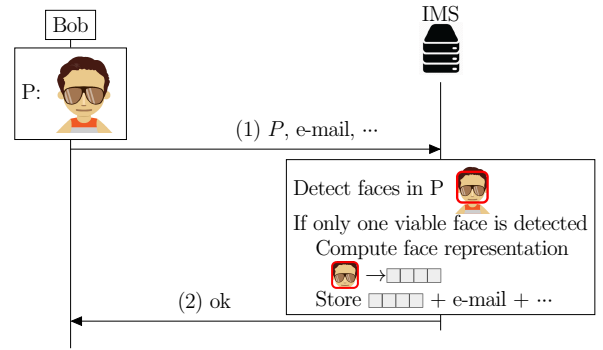 Bob
IMS
P:
(1) P, e-mail, ···
Detect faces in P
If only one viable face is detected
Compute face representation
→
Store + e-mail + ···
(2) ok